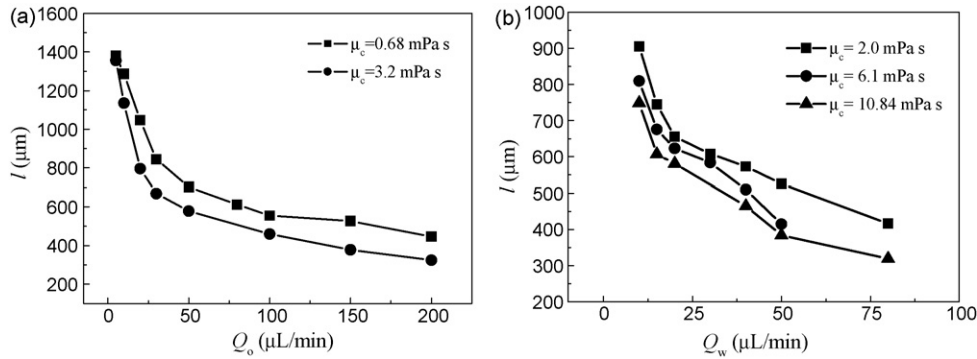 (a)
1600
1400
1200
1000
800
600
400
200
l (μm)
μc=0.68 mPa s
μc=3.2 mPa s
0 50 100 150 200
Qo (μL/min)
(b)
1000
900
800
700
600
500
400
300
200
l (μm)
μc = 2.0 mPa s
μc = 6.1 mPa s
μc = 10.84 mPa s
0 25 50 75 100
Qw (μL/min)